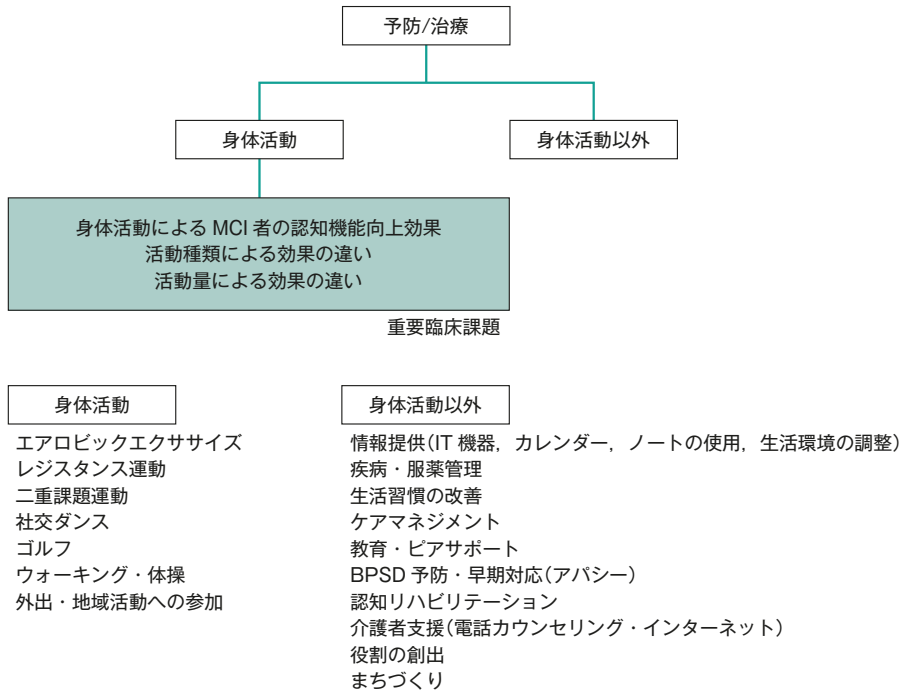 予防/治療
身体活動
身体活動以外
身体活動による MCI 者の認知機能向上効果
活動種類による効果の違い
活動量による効果の違い
重要臨床課題
身体活動
エアロビックエクササイズ
レジスタンス運動
二重課題運動
社交ダンス
ゴルフ
ウォーキング・体操
外出・地域活動への参加
身体活動以外
情報提供(IT 機器，カレンダー，ノートの使用，生活環境の調整)
疾病・服薬管理
生活習慣の改善
ケアマネジメント
教育・ピアサポート
BPSD 予防・早期対応(アパシー)
認知リハビリテーション
介護者支援(電話カウンセリング・インターネット)
役割の創出
まちづくり